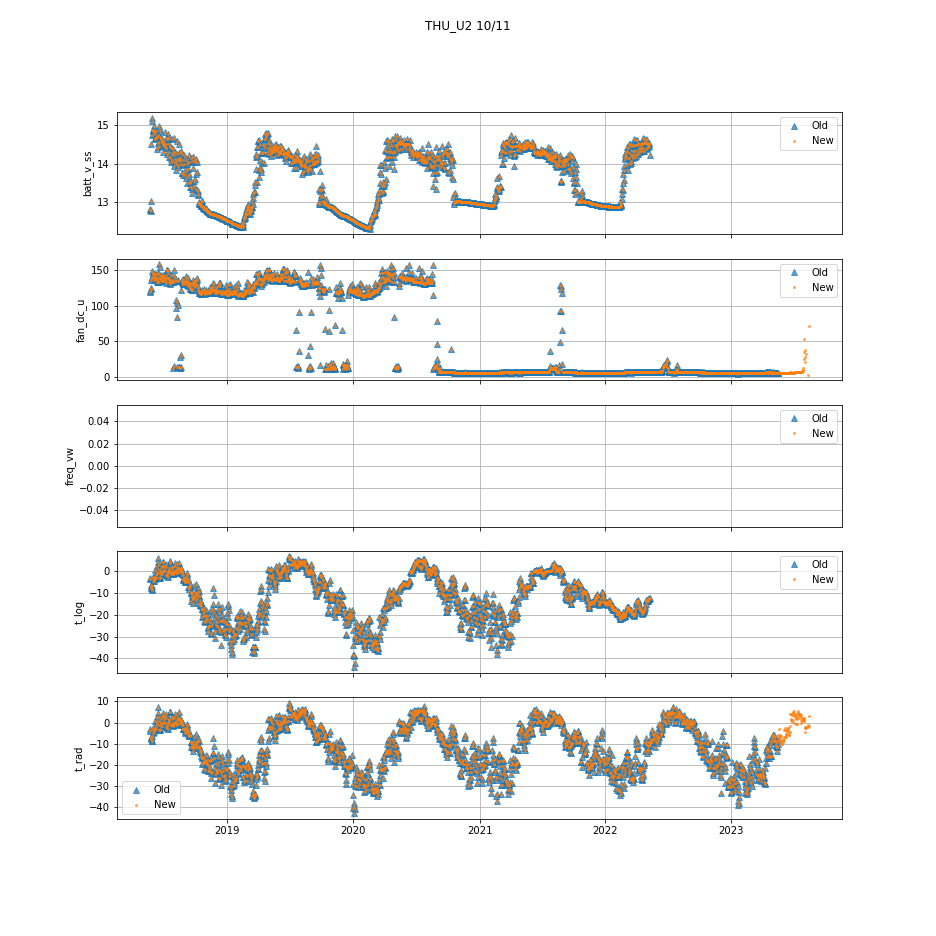 THU_U2 10/11
batt_v_ss
15
14
13
Old
New
fan_dc_u
150
100
50
0
Old
New
freq_vw
0.04
0.02
0.00
−0.02
−0.04
Old
New
t_log
0
−10
−20
−30
−40
Old
New
t_rad
10
0
−10
−20
−30
−40
Old
New
2019 2020 2021 2022 2023